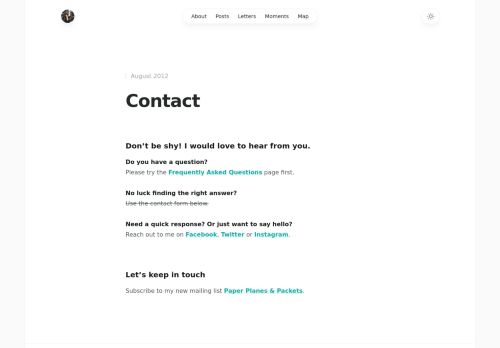 About Posts Letters Moments Map
August 2012
Contact
Don’t be shy! I would love to hear from you.
Do you have a question?
Please try the Frequently Asked Questions page first.
No luck finding the right answer?
Use the contact form below.
Need a quick response? Or just want to say hello?
Reach out to me on Facebook, Twitter or Instagram.
Let’s keep in touch
Subscribe to my new mailing list Paper Planes & Packets.